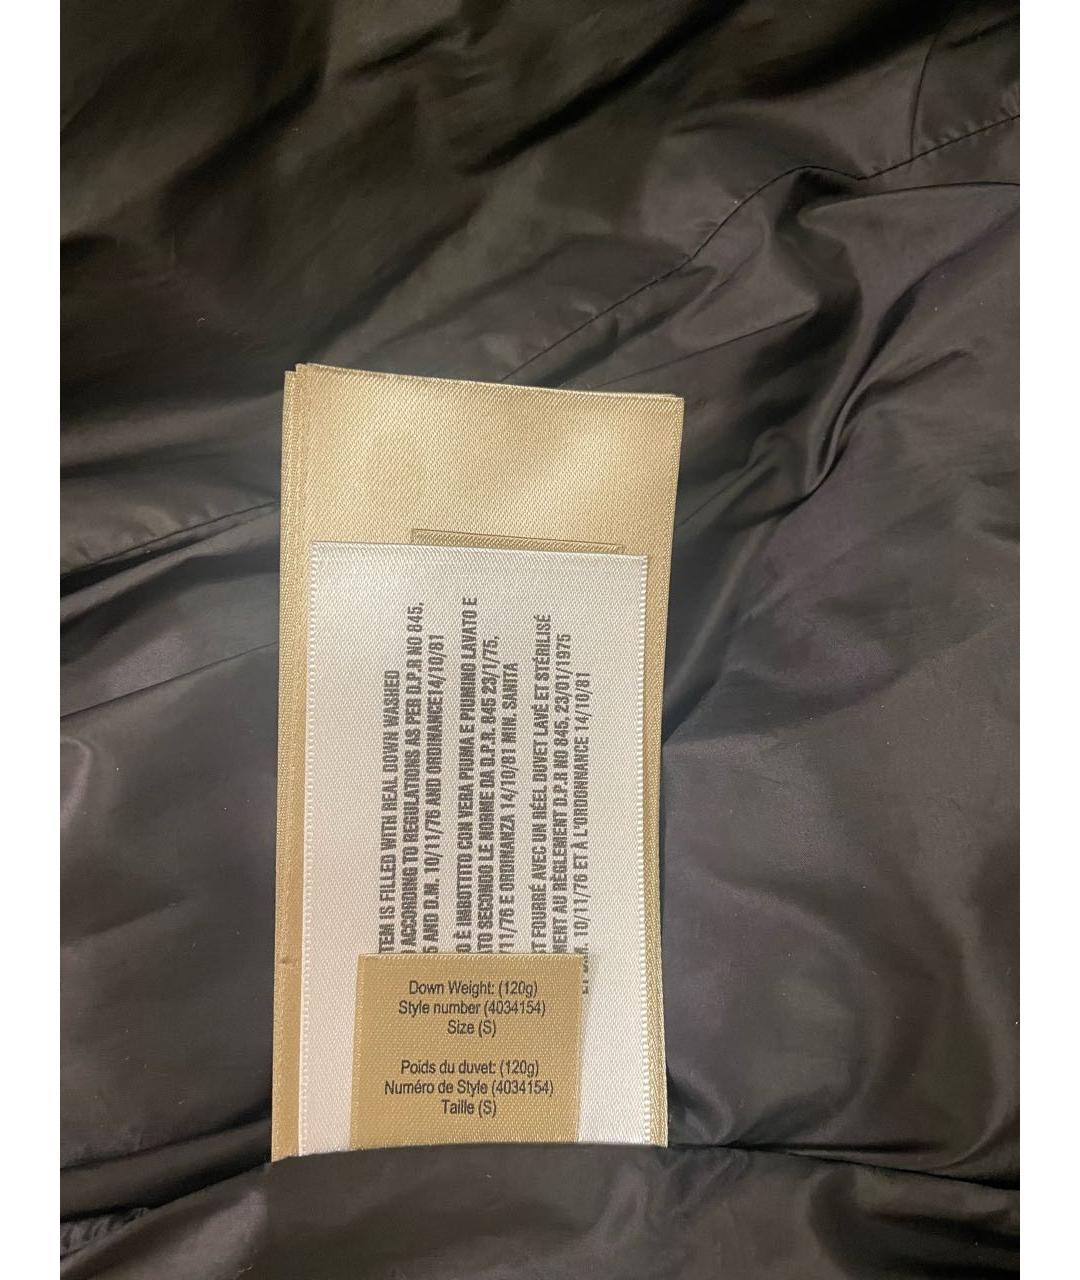 TEM IS FILLED WITH REAL DOWN WASHED
ACCORDING TO REGULATIONS AS PER D.P.R NO 845,
5 AND D.M. 10/11/76 AND ORDINANCE14/10/81
O È IMBOTTITO CON VERA PIUMA E PIUMINO LAVATO E
TO SECONDO LE NORME DA D.P.R. 845 23/1/75,
11/76 E ORDINANZA 14/10/81 MIN. SANITA
T FOURRÉ AVEC UN RÉEL DUVET LAVÉ ET STÉRILISÉ
MENT AU RÈGLEMENT D.P.R NO 845, 23/01/1975
ET D.M. 10/11/76 ET À L'ORDONNANCE 14/10/81
Down Weight: (120g)
Style number (4034154)
Size (S)
Poids du duvet: (120g)
Numéro de Style (4034154)
Taille (S)